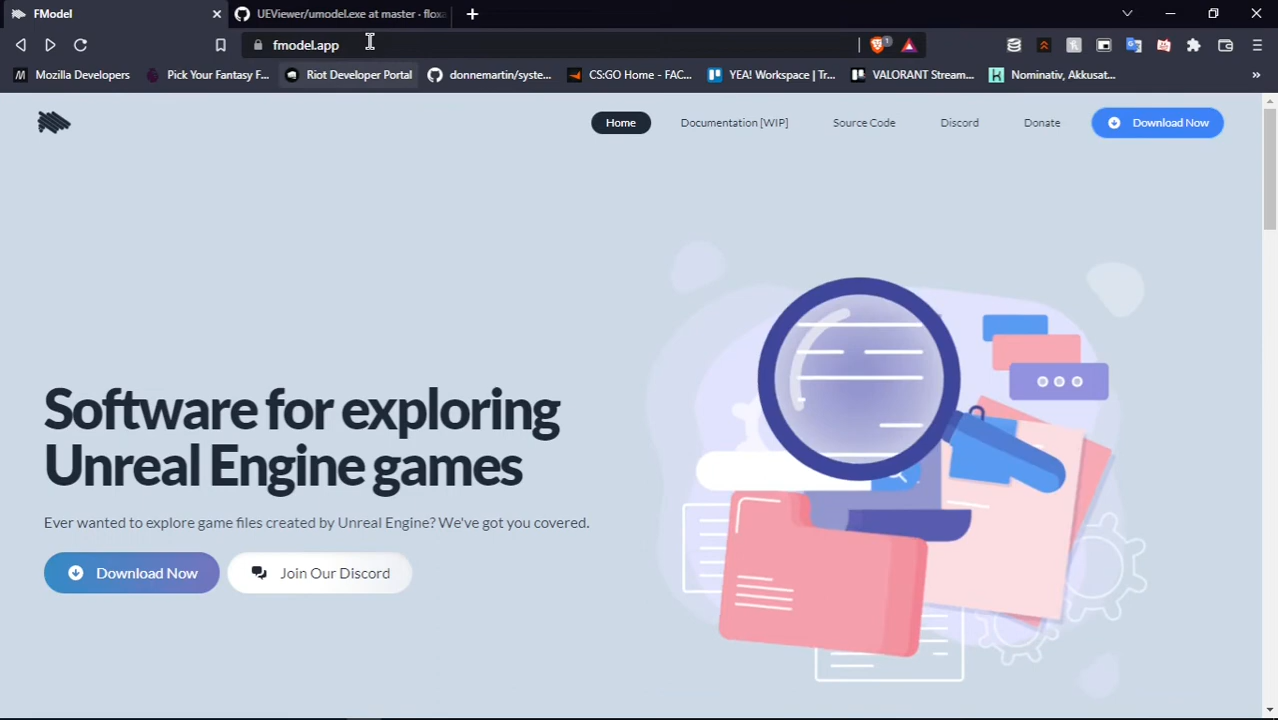 FModel
UEViewer/umodel.exe at master · floxa
fmodel.app
1
Mozilla Developers
Pick Your Fantasy F...
Riot Developer Portal
donnemartin/syste...
CS:GO Home - FAC...
YEA! Workspace | Tr...
VALORANT Stream...
Nominativ, Akkusat...
»
Home
Documentation [WIP]
Source Code
Discord
Donate
Download Now
Software for exploring
Unreal Engine games
Ever wanted to explore game files created by Unreal Engine? We've got you covered.
Download Now
Join Our Discord